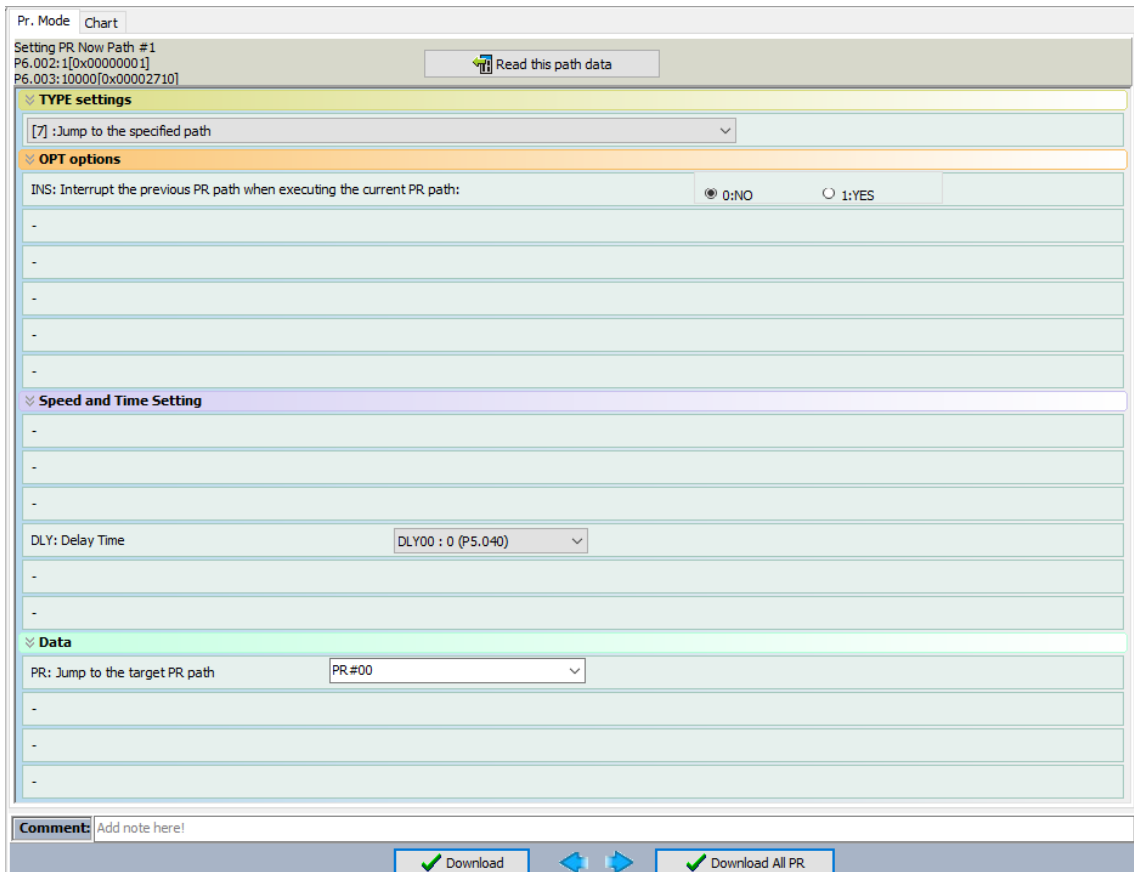 Pr. Mode Chart
Setting PR Now Path #1
P6.002:1[0x00000001]
P6.003:10000[0x00002710]
Read this path data
TYPE settings
[7] :Jump to the specified path
OPT options
INS: Interrupt the previous PR path when executing the current PR path: 0:NO 1:YES
-
-
-
-
-
Speed and Time Setting
-
-
-
DLY: Delay Time DLY00 : 0 (P5.040)
-
-
Data
PR: Jump to the target PR path PR#00
-
-
-
Comment: Add note here!
Download Download All PR